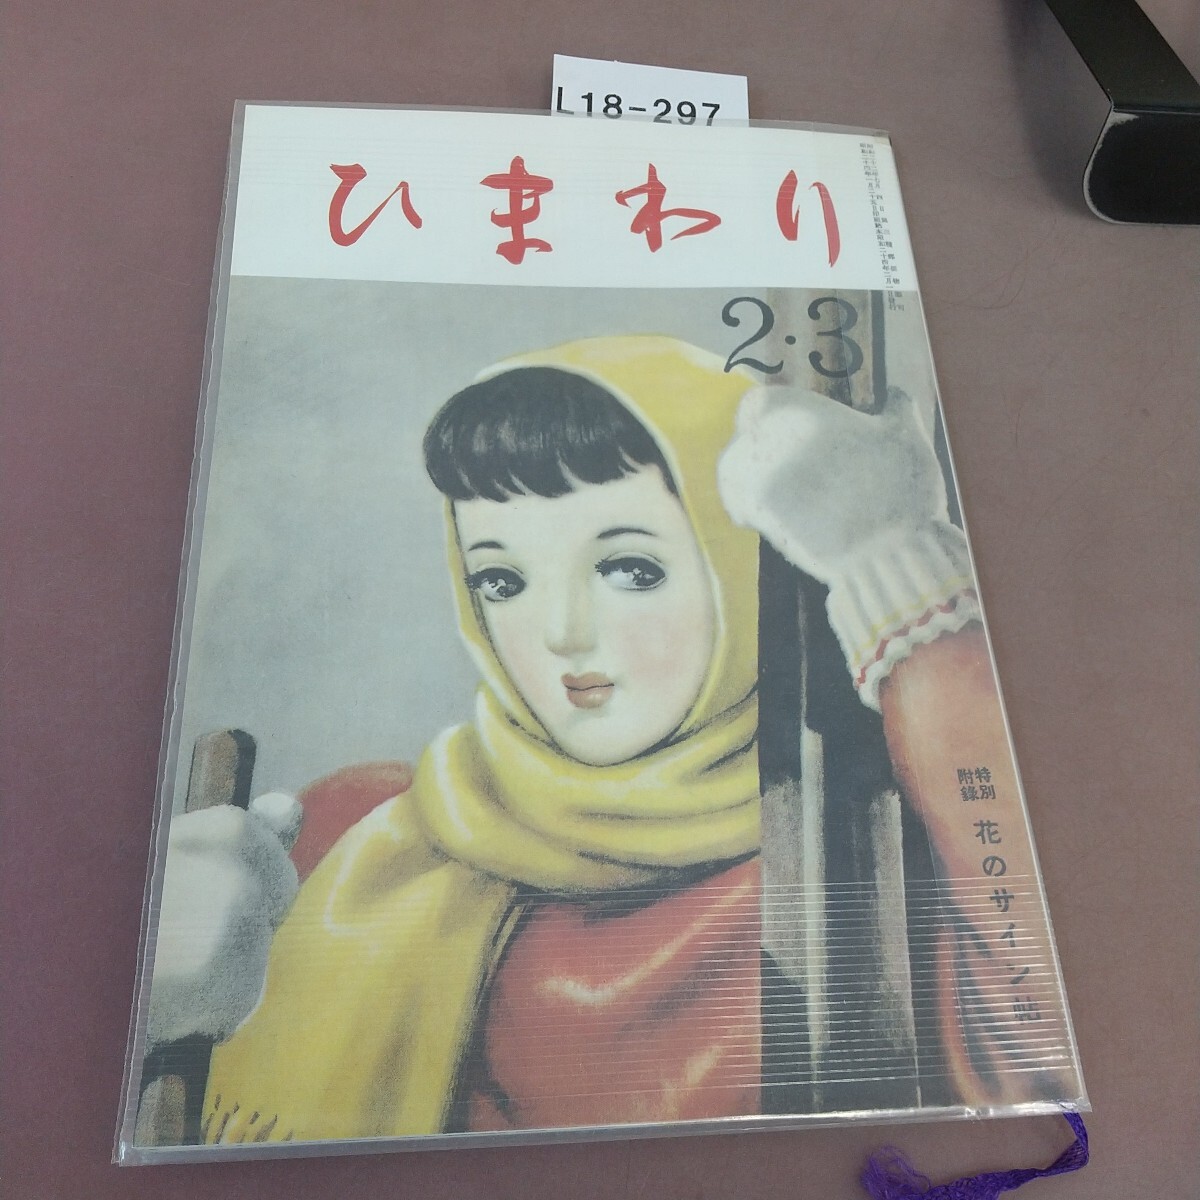 L18-297
ひまわり
2・3
特別
附錄
花のサイン帖